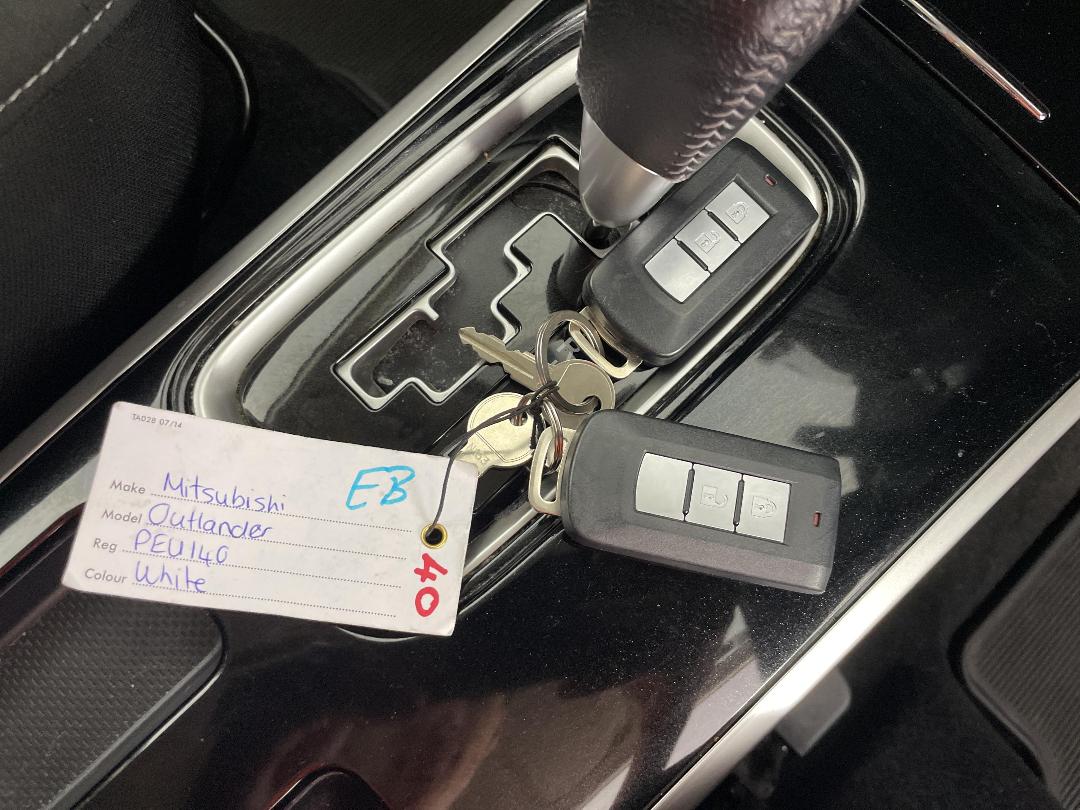 TA028 07/14
EB
Make Mitsubishi
Model Outlander
Reg PEU140
Colour White
40